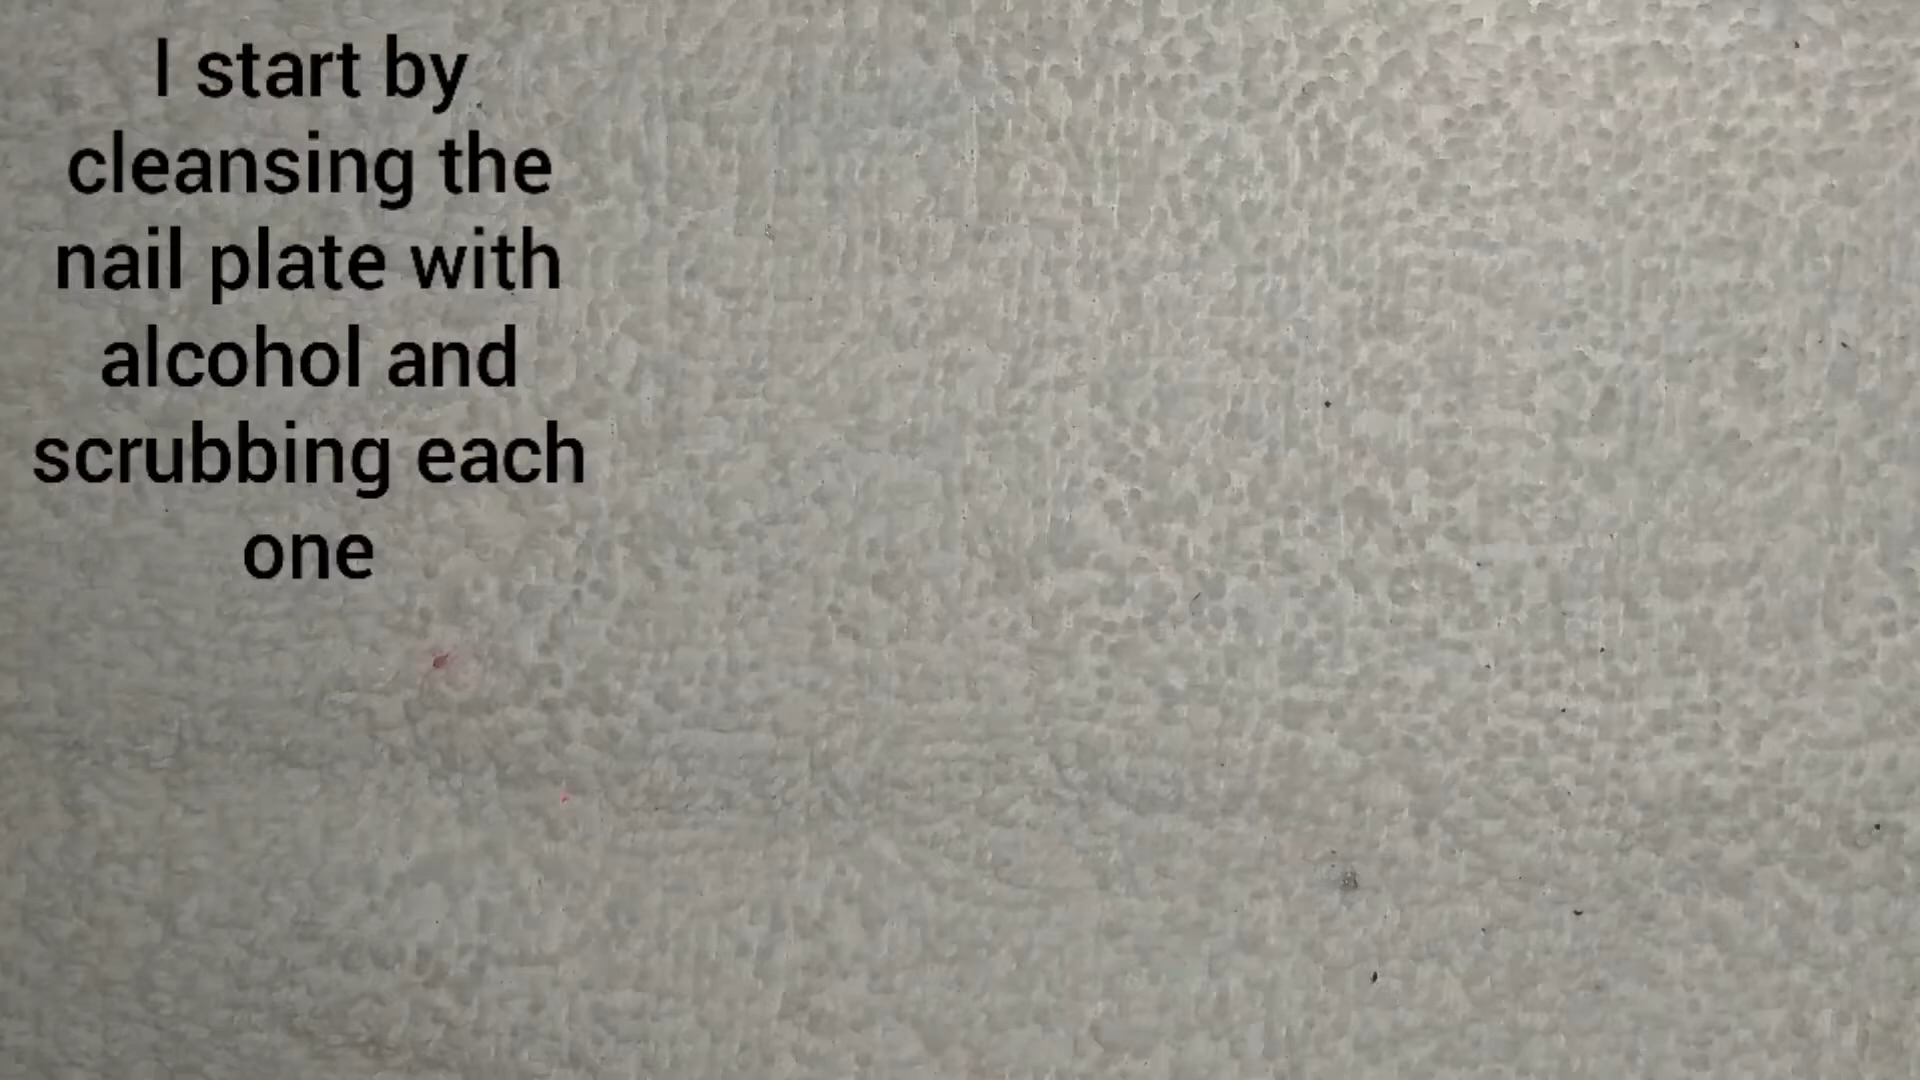 I start by
cleansing the
nail plate with
alcohol and
scrubbing each
one